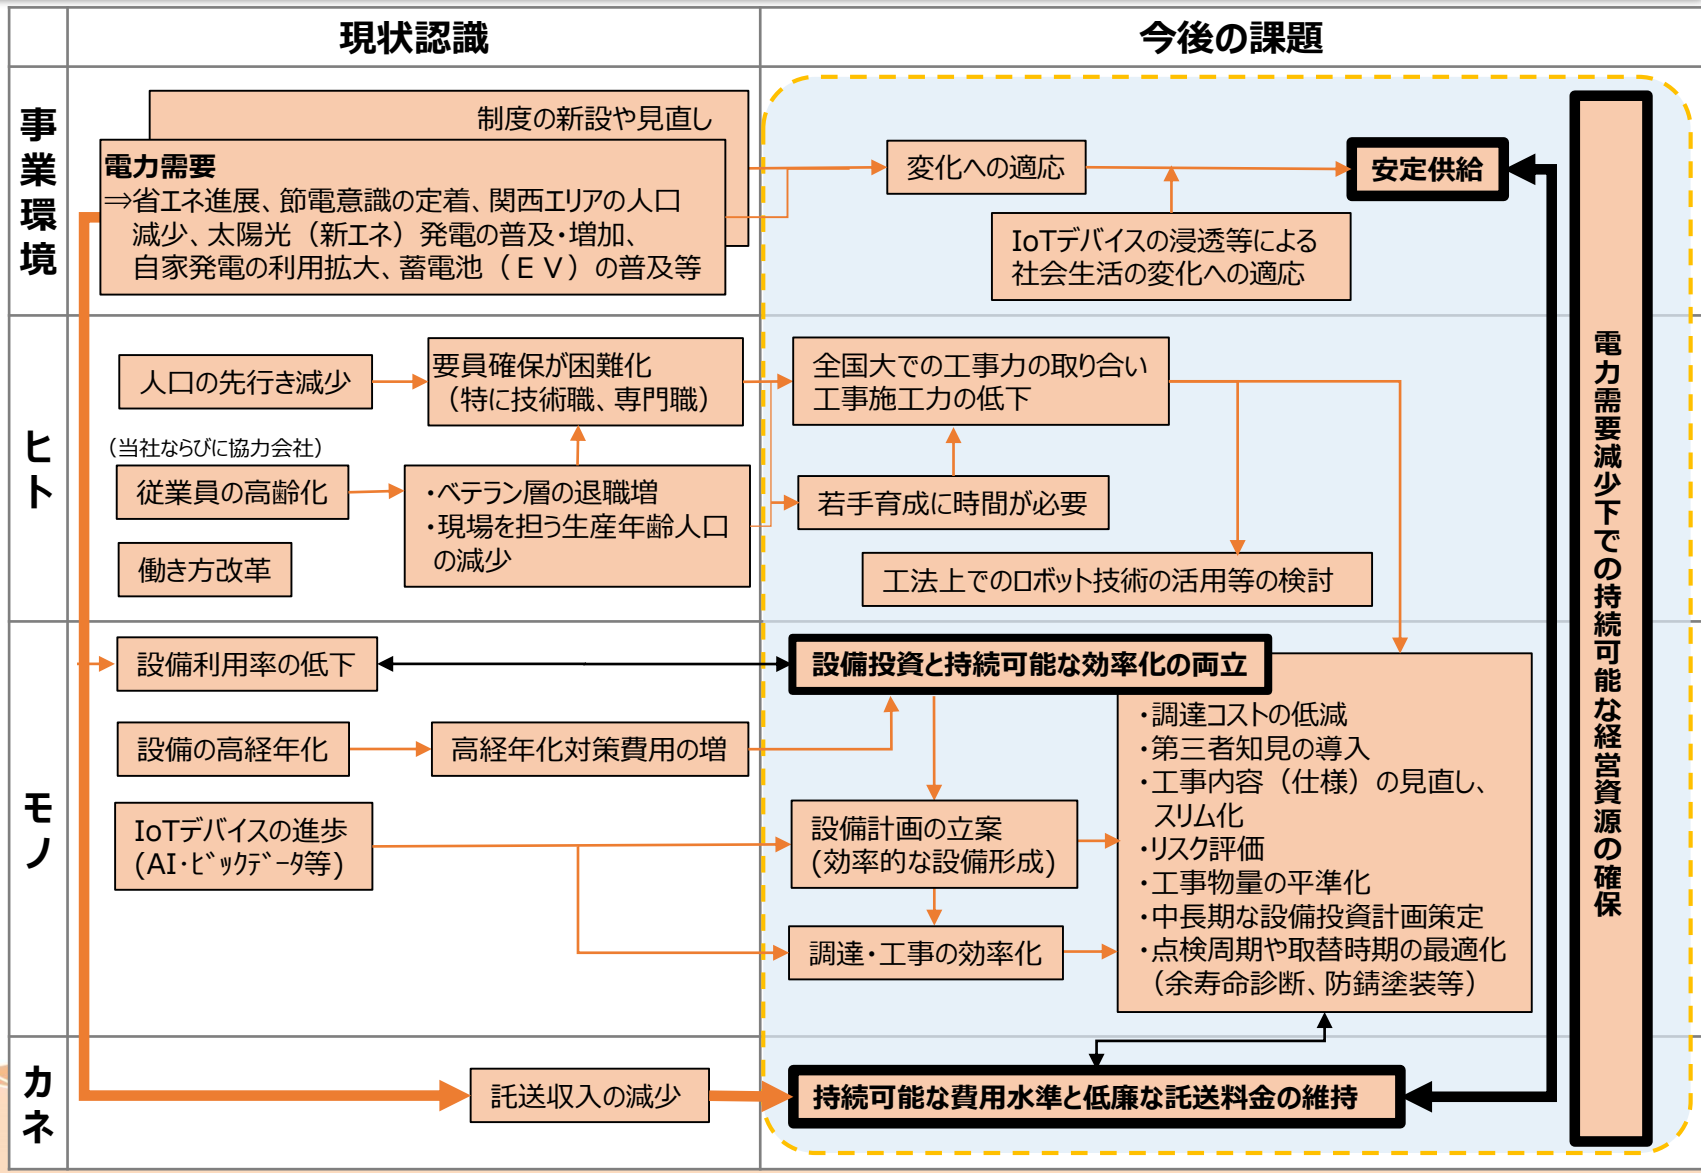 現状認識
今後の課題
事業環境
制度の新設や見直し
電力需要
⇒省エネ進展、節電意識の定着、関西エリアの人口
減少、太陽光（新エネ）発電の普及・増加、
自家発電の利用拡大、蓄電池（ＥＶ）の普及等
変化への適応
安定供給
IoTデバイスの浸透等による
社会生活の変化への適応
ヒト
人口の先行き減少
要員確保が困難化
（特に技術職、専門職）
（当社ならびに協力会社）
従業員の高齢化
・ベテラン層の退職増
・現場を担う生産年齢人口
の減少
働き方改革
全国大での工事力の取り合い
工事施工力の低下
若手育成に時間が必要
工法上でのロボット技術の活用等の検討
モノ
設備利用率の低下
設備投資と持続可能な効率化の両立
設備の高経年化
高経年化対策費用の増
IoTデバイスの進歩
(AI・ﾋﾞｯｸﾃﾞｰﾀ等)
設備計画の立案
(効率的な設備形成)
調達・工事の効率化
・調達コストの低減
・第三者知見の導入
・工事内容（仕様）の見直し、
スリム化
・リスク評価
・工事物量の平準化
・中長期な設備投資計画策定
・点検周期や取替時期の最適化
（余寿命診断、防錆塗装等）
カネ
託送収入の減少
持続可能な費用水準と低廉な託送料金の維持
電力需要減少下での持続可能な経営資源の確保